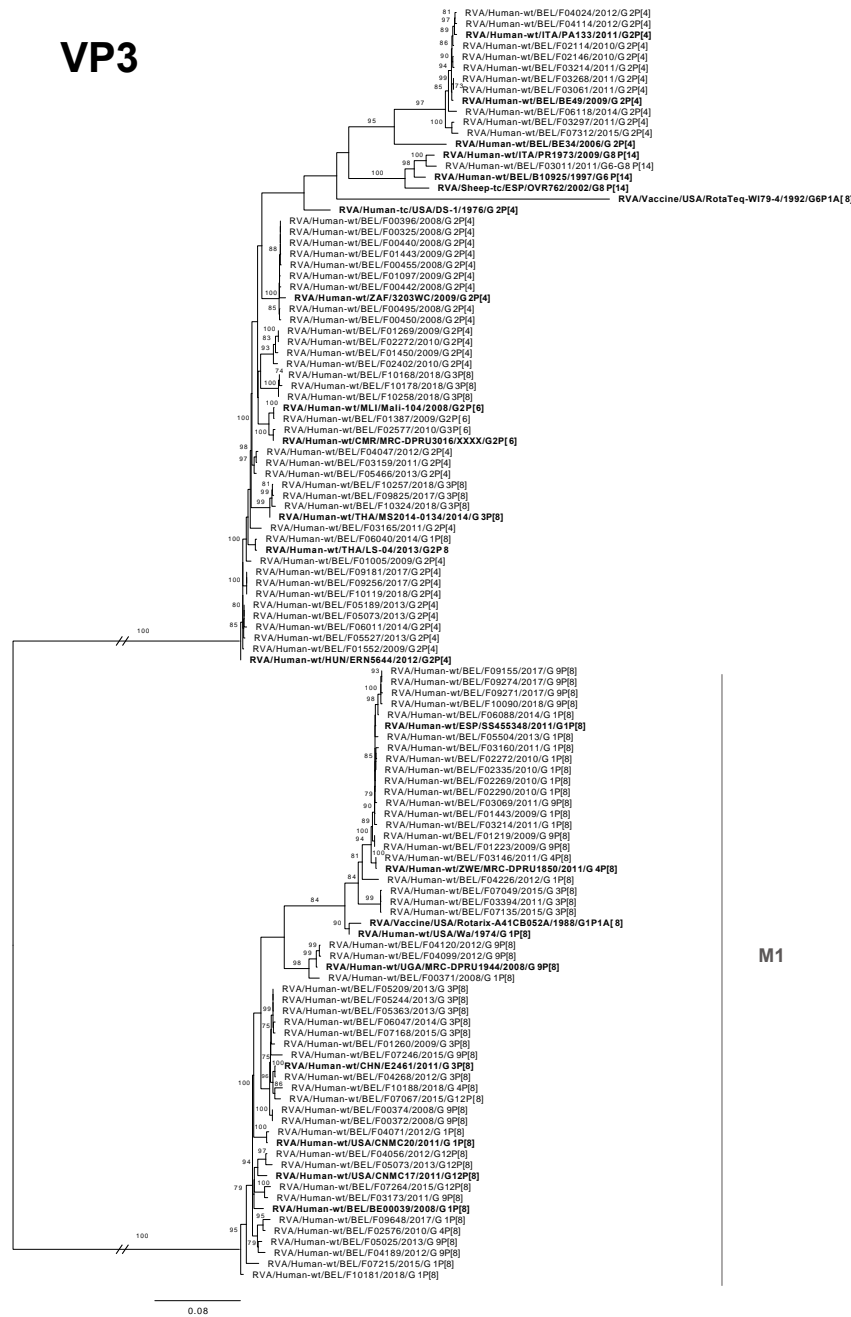 VP3
RVA/Human-wt/BEL/F04024/2012/G2P[4]
RVA/Human-wt/BEL/F04114/2012/G2P[4]
RVA/Human-wt/ITA/PA133/2011/G2P[4]
RVA/Human-wt/BEL/F02114/2010/G2P[4]
RVA/Human-wt/BEL/F02146/2010/G2P[4]
RVA/Human-wt/BEL/F03214/2011/G2P[4]
RVA/Human-wt/BEL/F03268/2011/G2P[4]
RVA/Human-wt/BEL/F03061/2011/G2P[4]
RVA/Human-wt/BEL/BE49/2009/G2P[4]
RVA/Human-wt/BEL/F06118/2014/G2P[4]
RVA/Human-wt/BEL/F03297/2011/G2P[4]
RVA/Human-wt/BEL/F07312/2015/G2P[4]
RVA/Human-wt/BEL/BE34/2006/G2P[4]
RVA/Human-wt/ITA/PR1973/2009/G8P[14]
RVA/Human-wt/BEL/F03011/2011/G6-G8P[14]
RVA/Human-wt/BEL/B10925/1997/G6P[14]
RVA/Sheep-tc/ESP/OVR762/2002/G8P[14]
RVA/Vaccine/USA/RotaTeq-WI79-4/1992/G6P1A[8]
RVA/Human-tc/USA/DS-1/1976/G2P[4]
RVA/Human-wt/BEL/F00396/2008/G2P[4]
RVA/Human-wt/BEL/F00325/2008/G2P[4]
RVA/Human-wt/BEL/F00440/2008/G2P[4]
RVA/Human-wt/BEL/F01443/2009/G2P[4]
RVA/Human-wt/BEL/F00455/2008/G2P[4]
RVA/Human-wt/BEL/F01097/2009/G2P[4]
RVA/Human-wt/BEL/F00442/2008/G2P[4]
RVA/Human-wt/ZAF/3203WC/2009/G2P[4]
RVA/Human-wt/BEL/F00495/2008/G2P[4]
RVA/Human-wt/BEL/F00450/2008/G2P[4]
RVA/Human-wt/BEL/F01269/2009/G2P[4]
RVA/Human-wt/BEL/F02272/2010/G2P[4]
RVA/Human-wt/BEL/F01450/2009/G2P[4]
RVA/Human-wt/BEL/F02402/2010/G2P[4]
RVA/Human-wt/BEL/F10168/2018/G3P[8]
RVA/Human-wt/BEL/F10178/2018/G3P[8]
RVA/Human-wt/BEL/F10258/2018/G3P[8]
RVA/Human-wt/MLI/Mali-104/2008/G2P[6]
RVA/Human-wt/BEL/F01387/2009/G2P[6]
RVA/Human-wt/BEL/F02577/2010/G3P[6]
RVA/Human-wt/CMR/MRC-DPRU3016/XXXX/G2P[6]
RVA/Human-wt/BEL/F04047/2012/G2P[4]
RVA/Human-wt/BEL/F03159/2011/G2P[4]
RVA/Human-wt/BEL/F05466/2013/G2P[4]
RVA/Human-wt/BEL/F10257/2018/G3P[8]
RVA/Human-wt/BEL/F09825/2017/G3P[8]
RVA/Human-wt/BEL/F10324/2018/G3P[8]
RVA/Human-wt/THA/MS2014-0134/2014/G3P[8]
RVA/Human-wt/BEL/F03165/2011/G2P[4]
RVA/Human-wt/BEL/F06040/2014/G1P[8]
RVA/Human-wt/THA/LS-04/2013/G2P8
RVA/Human-wt/BEL/F01005/2009/G2P[4]
RVA/Human-wt/BEL/F09181/2017/G2P[4]
RVA/Human-wt/BEL/F09256/2017/G2P[4]
RVA/Human-wt/BEL/F10119/2018/G2P[4]
RVA/Human-wt/BEL/F05189/2013/G2P[4]
RVA/Human-wt/BEL/F05073/2013/G2P[4]
RVA/Human-wt/BEL/F06011/2014/G2P[4]
RVA/Human-wt/BEL/F05527/2013/G2P[4]
RVA/Human-wt/BEL/F01552/2009/G2P[4]
RVA/Human-wt/HUN/ERN5644/2012/G2P[4]
RVA/Human-wt/BEL/F09155/2017/G9P[8]
RVA/Human-wt/BEL/F09274/2017/G9P[8]
RVA/Human-wt/BEL/F09271/2017/G9P[8]
RVA/Human-wt/BEL/F10090/2018/G9P[8]
RVA/Human-wt/BEL/F06088/2014/G1P[8]
RVA/Human-wt/ESP/SS455348/2011/G1P[8]
RVA/Human-wt/BEL/F05504/2013/G1P[8]
RVA/Human-wt/BEL/F03160/2011/G1P[8]
RVA/Human-wt/BEL/F02272/2010/G1P[8]
RVA/Human-wt/BEL/F02335/2010/G1P[8]
RVA/Human-wt/BEL/F02269/2010/G1P[8]
RVA/Human-wt/BEL/F02290/2010/G1P[8]
RVA/Human-wt/BEL/F03069/2011/G9P[8]
RVA/Human-wt/BEL/F01443/2009/G1P[8]
RVA/Human-wt/BEL/F03214/2011/G1P[8]
RVA/Human-wt/BEL/F01219/2009/G9P[8]
RVA/Human-wt/BEL/F01223/2009/G9P[8]
RVA/Human-wt/BEL/F03146/2011/G4P[8]
RVA/Human-wt/ZWE/MRC-DPRU1850/2011/G4P[8]
RVA/Human-wt/BEL/F04226/2012/G1P[8]
RVA/Human-wt/BEL/F07049/2015/G3P[8]
RVA/Human-wt/BEL/F03394/2011/G3P[8]
RVA/Human-wt/BEL/F07135/2015/G3P[8]
RVA/Vaccine/USA/Rotarix-A41CB052A/1988/G1P1A[8]
RVA/Human-wt/USA/Wa/1974/G1P[8]
RVA/Human-wt/BEL/F04120/2012/G9P[8]
RVA/Human-wt/BEL/F04099/2012/G9P[8]
RVA/Human-wt/UGA/MRC-DPRU1944/2008/G9P[8]
RVA/Human-wt/BEL/F00371/2008/G1P[8]
RVA/Human-wt/BEL/F05209/2013/G3P[8]
RVA/Human-wt/BEL/F05244/2013/G3P[8]
RVA/Human-wt/BEL/F05363/2013/G3P[8]
RVA/Human-wt/BEL/F06047/2014/G3P[8]
RVA/Human-wt/BEL/F07168/2015/G3P[8]
RVA/Human-wt/BEL/F01260/2009/G3P[8]
RVA/Human-wt/BEL/F07246/2015/G9P[8]
RVA/Human-wt/CHN/E2461/2011/G3P[8]
RVA/Human-wt/BEL/F04268/2012/G3P[8]
RVA/Human-wt/BEL/F10188/2018/G4P[8]
RVA/Human-wt/BEL/F07067/2015/G12P[8]
RVA/Human-wt/BEL/F00374/2008/G9P[8]
RVA/Human-wt/BEL/F00372/2008/G9P[8]
RVA/Human-wt/BEL/F04071/2012/G1P[8]
RVA/Human-wt/USA/CNMC20/2011/G1P[8]
RVA/Human-wt/BEL/F04056/2012/G12P[8]
RVA/Human-wt/BEL/F05073/2013/G12P[8]
RVA/Human-wt/USA/CNMC17/2011/G12P[8]
RVA/Human-wt/BEL/F07264/2015/G12P[8]
RVA/Human-wt/BEL/F03173/2011/G9P[8]
RVA/Human-wt/BEL/BE00039/2008/G1P[8]
RVA/Human-wt/BEL/F09648/2017/G1P[8]
RVA/Human-wt/BEL/F02576/2010/G4P[8]
RVA/Human-wt/BEL/F05025/2013/G9P[8]
RVA/Human-wt/BEL/F04189/2012/G9P[8]
RVA/Human-wt/BEL/F07215/2015/G1P[8]
RVA/Human-wt/BEL/F10181/2018/G1P[8]
M1
0.08